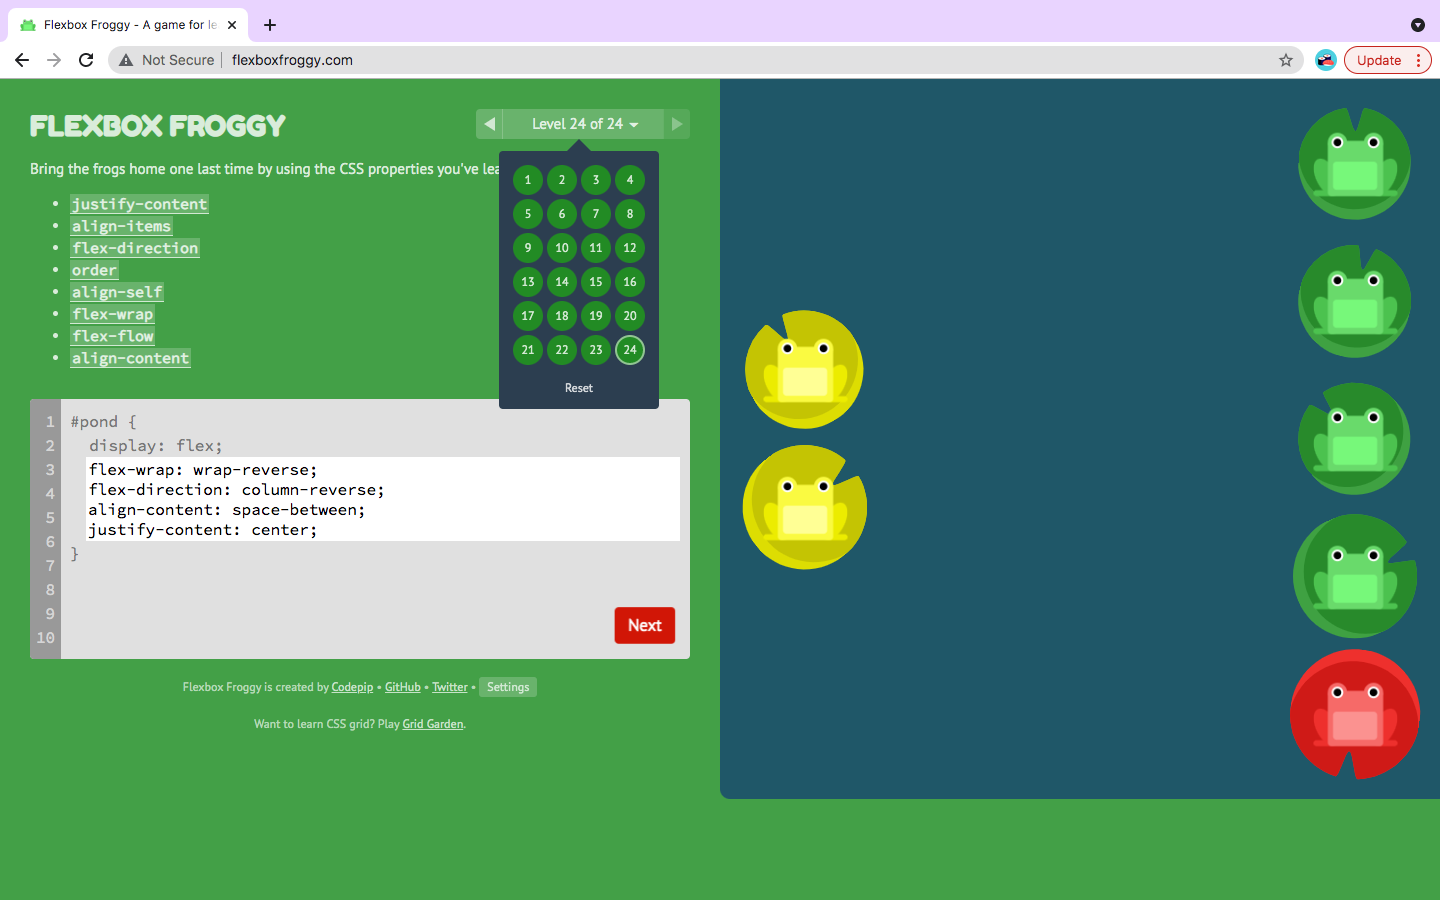 Flexbox Froggy - A game for le
Not Secure
flexboxfroggy.com
Update
FLEXBOX FROGGY
Level 24 of 24
Bring the frogs home one last time by using the CSS properties you've lea
justify-content
align-items
flex-direction
order
align-self
flex-wrap
flex-flow
align-content
1 2 3 4
5 6 7 8
9 10 11 12
13 14 15 16
17 18 19 20
21 22 23 24
Reset
1 #pond {
2 display: flex;
3 flex-wrap: wrap-reverse;
4 flex-direction: column-reverse;
5 align-content: space-between;
6 justify-content: center;
7 }
8
9
10
Next
Flexbox Froggy is created by Codepip • GitHub • Twitter • Settings
Want to learn CSS grid? Play Grid Garden.